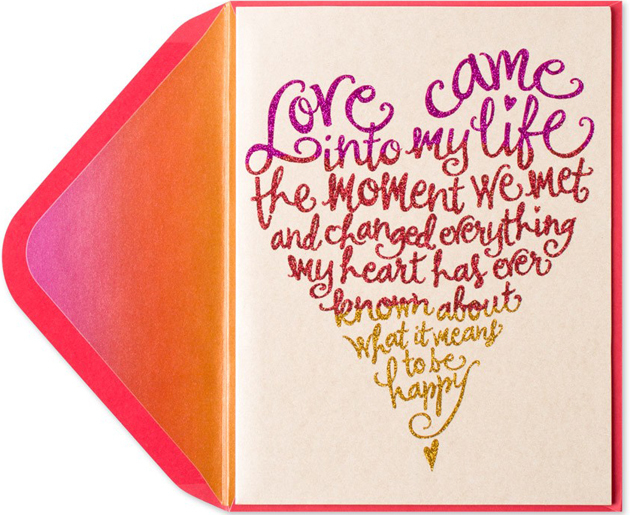 Love came
into my life
the moment we met
and changed everything
my heart has ever
known about
what it means
to be
happy